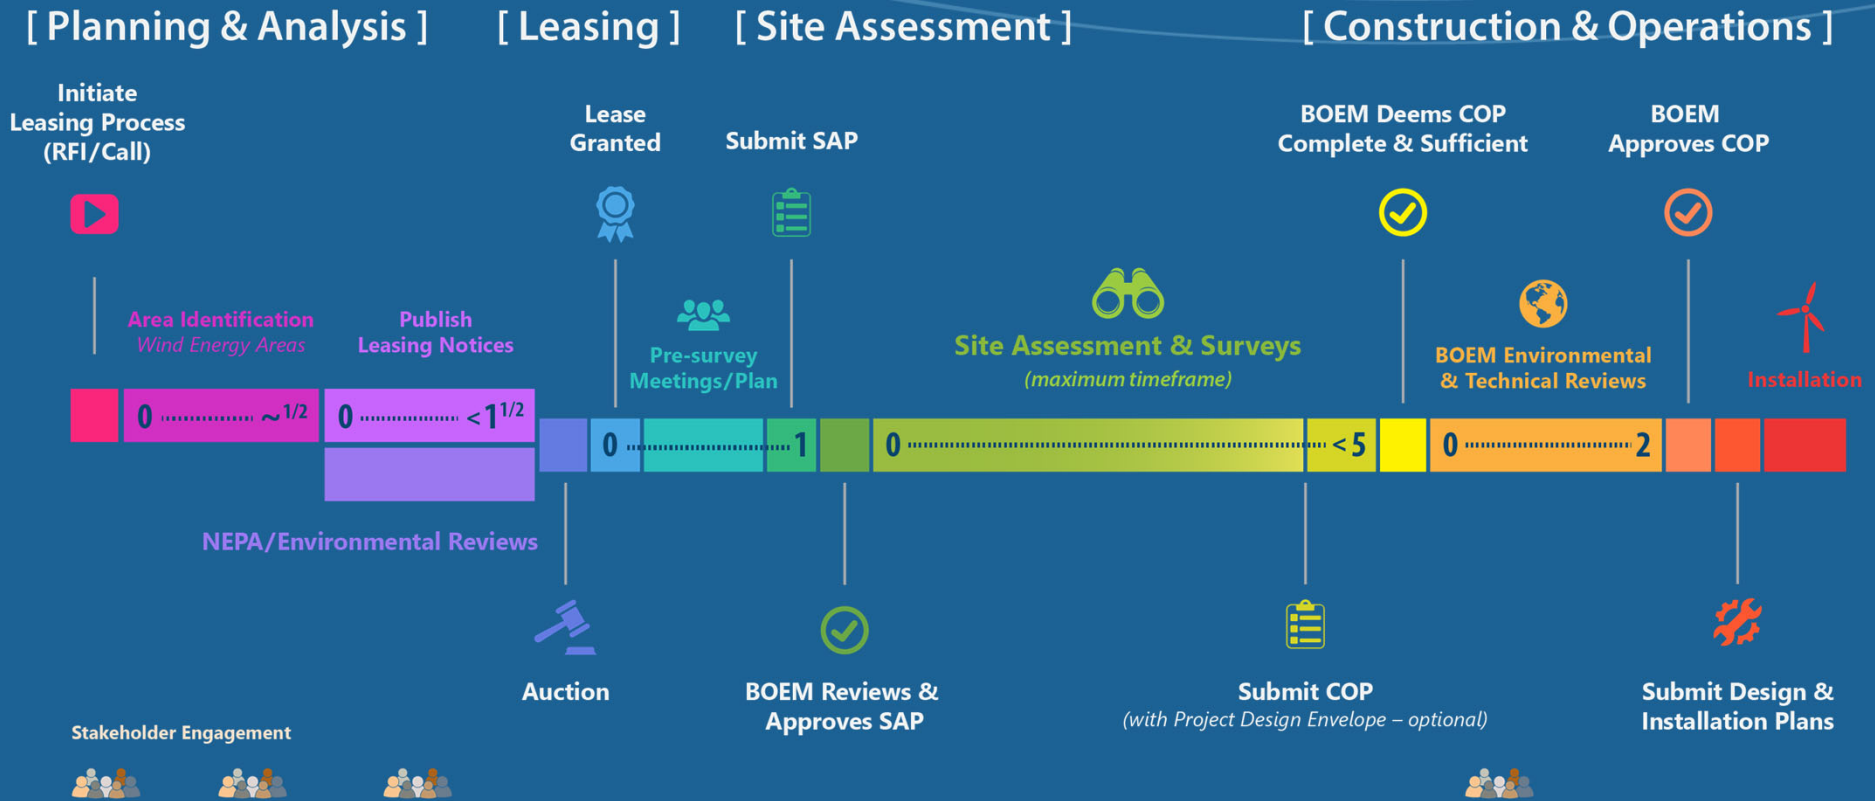 [ Planning & Analysis ]
[ Leasing ]
[ Site Assessment ]
[ Construction & Operations ]
Initiate
Leasing Process
(RFI/Call)
Lease
Granted
Submit SAP
BOEM Deems COP
Complete & Sufficient
BOEM
Approves COP
Area Identification
Wind Energy Areas
Publish
Leasing Notices
Pre-survey
Meetings/Plan
Site Assessment & Surveys
(maximum timeframe)
BOEM Environmental
& Technical Reviews
Installation
0 ............... ~1/2
0 ............... <1 1/2
0 ............... 1
0 ............... <5
0 ............... 2
NEPA/Environmental Reviews
Auction
BOEM Reviews &
Approves SAP
Submit COP
(with Project Design Envelope – optional)
Submit Design &
Installation Plans
Stakeholder Engagement